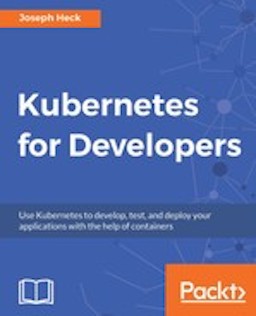 Joseph Heck
Kubernetes
for Developers
Use Kubernetes to develop, test, and deploy your
applications with the help of containers
Packt>